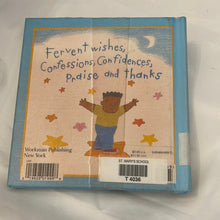 Fervent wishes,
Confessions, Confidences,
Praise and thanks
Workman Publishing
New York
ST. MARY'S SCHOOL
T 4036